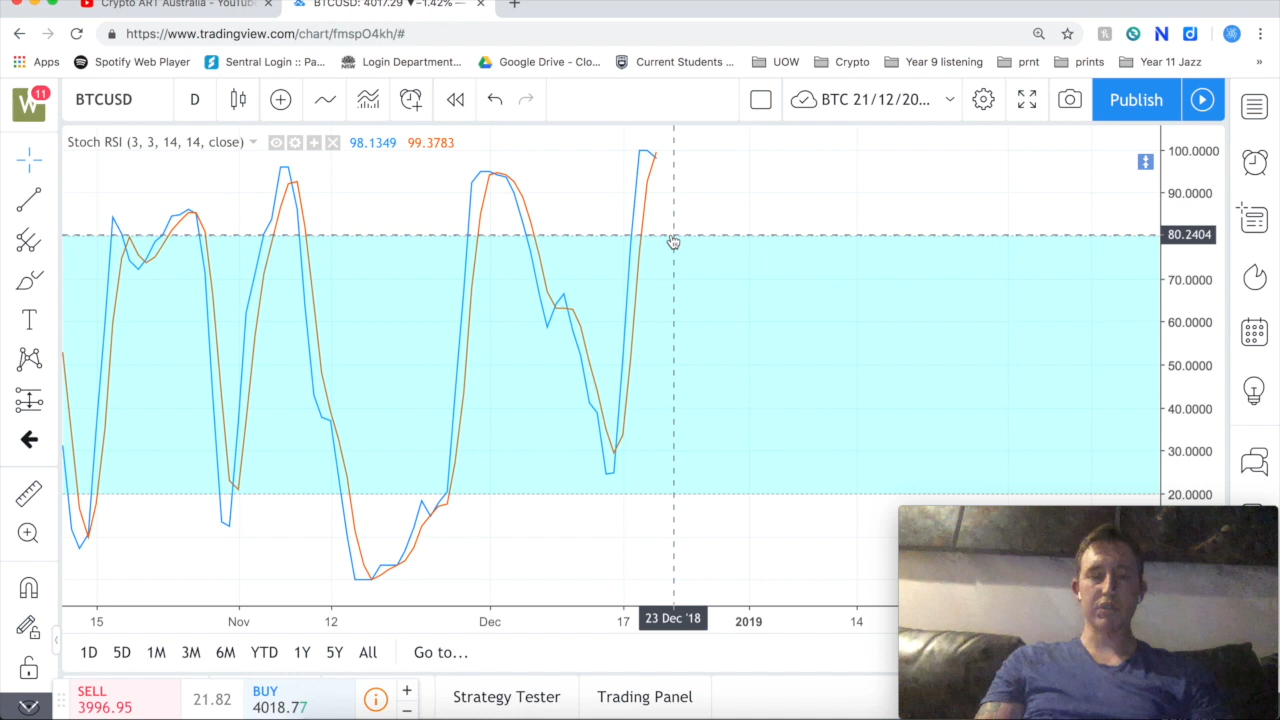 Crypto ART Australia - YouTube
BTCUSD: 4017.29 ▼-1.42% —
https://www.tradingview.com/chart/fmspO4kh/#
Apps
Spotify Web Player
Sentral Login :: Pa...
Login Department...
Google Drive - Clo...
Current Students ...
UOW
Crypto
Year 9 listening
prnt
prints
Year 11 Jazz
»
W
11
BTCUSD
D
BTC 21/12/20...
Publish
Stoch RSI (3, 3, 14, 14, close)
98.1349
99.3783
100.0000
90.0000
80.2404
70.0000
60.0000
50.0000
40.0000
30.0000
20.0000
T
15
Nov
12
Dec
17
23 Dec '18
2019
14
1D
5D
1M
3M
6M
YTD
1Y
5Y
All
Go to...
SELL
3996.95
21.82
BUY
4018.77
Strategy Tester
Trading Panel